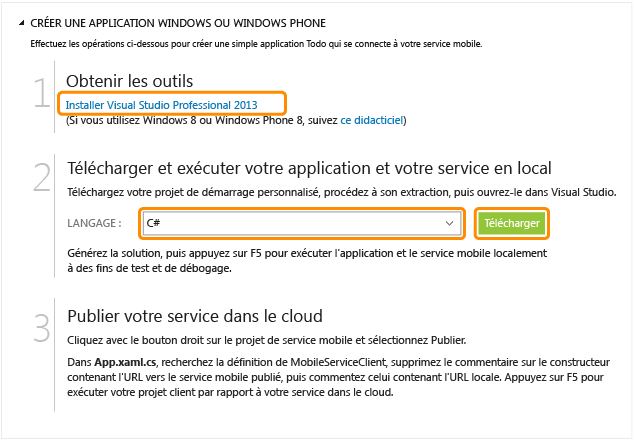 CRÉER UNE APPLICATION WINDOWS OU WINDOWS PHONE
Effectuez les opérations ci-dessous pour créer une simple application Todo qui se connecte à votre service mobile.
1
Obtenir les outils
Installer Visual Studio Professional 2013
(Si vous utilisez Windows 8 ou Windows Phone 8, suivez ce didacticiel)
2
Télécharger et exécuter votre application et votre service en local
Téléchargez votre projet de démarrage personnalisé, procédez à son extraction, puis ouvrez-le dans Visual Studio.
LANGAGE : C# Télécharger
Générez la solution, puis appuyez sur F5 pour exécuter l'application et le service mobile localement
à des fins de test et de débogage.
3
Publier votre service dans le cloud
Cliquez avec le bouton droit sur le projet de service mobile et sélectionnez Publier.
Dans App.xaml.cs, recherchez la définition de MobileServiceClient, supprimez le commentaire sur le constructeur
contenant l'URL vers le service mobile publié, puis commentez celui contenant l'URL locale. Appuyez sur F5 pour
exécuter votre projet client par rapport à votre service dans le cloud.